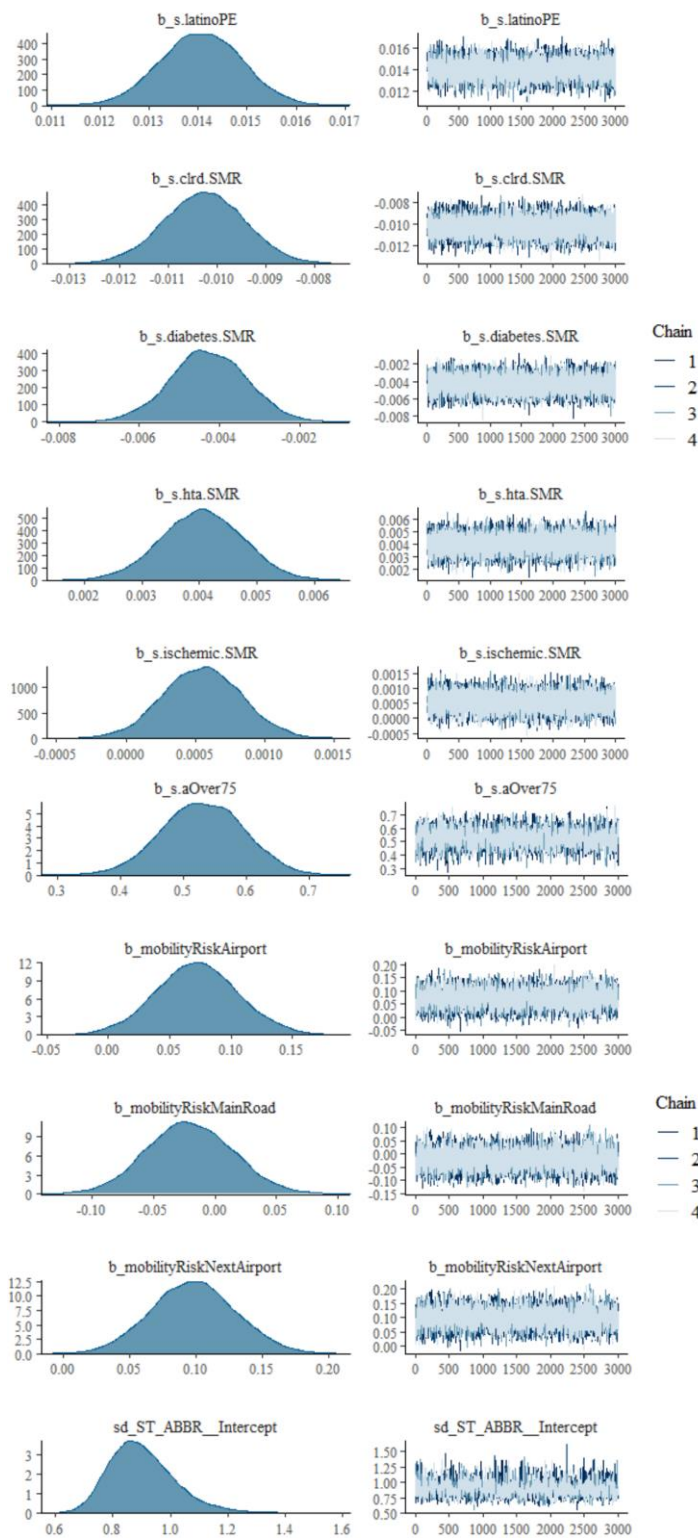 b_s.latinoPE
400
300
200
100
0
0.011 0.012 0.013 0.014 0.015 0.016 0.017
b_s.latinoPE
0.016
0.014
0.012
0 500 1000 1500 2000 2500 3000
b_s.clrd.SMR
400
300
200
100
0
-0.013 -0.012 -0.011 -0.010 -0.009 -0.008
b_s.clrd.SMR
-0.008
-0.010
-0.012
0 500 1000 1500 2000 2500 3000
b_s.diabetes.SMR
400
300
200
100
0
-0.008 -0.006 -0.004 -0.002
b_s.diabetes.SMR
-0.002
-0.004
-0.006
-0.008
0 500 1000 1500 2000 2500 3000
Chain
1
2
3
4
b_s.hta.SMR
500
400
300
200
100
0
0.002 0.003 0.004 0.005 0.006
b_s.hta.SMR
0.006
0.005
0.004
0.003
0.002
0 500 1000 1500 2000 2500 3000
b_s.ischemic.SMR
1000
500
0
-0.0005 0.0000 0.0005 0.0010 0.0015
b_s.ischemic.SMR
0.0015
0.0010
0.0005
0.0000
-0.0005
0 500 1000 1500 2000 2500 3000
b_s.aOver75
5
4
3
2
1
0
0.3 0.4 0.5 0.6 0.7
b_s.aOver75
0.7
0.6
0.5
0.4
0.3
0 500 1000 1500 2000 2500 3000
b_mobilityRiskAirport
12
9
6
3
0
-0.05 0.00 0.05 0.10 0.15
b_mobilityRiskAirport
0.20
0.15
0.10
0.05
0.00
-0.05
0 500 1000 1500 2000 2500 3000
b_mobilityRiskMainRoad
9
6
3
0
-0.10 -0.05 0.00 0.05 0.10
b_mobilityRiskMainRoad
0.10
0.05
0.00
-0.05
-0.10
-0.15
0 500 1000 1500 2000 2500 3000
Chain
1
2
3
4
b_mobilityRiskNextAirport
12.5
10.0
7.5
5.0
2.5
0.0
0.00 0.05 0.10 0.15 0.20
b_mobilityRiskNextAirport
0.20
0.15
0.10
0.05
0.00
0 500 1000 1500 2000 2500 3000
sd_ST_ABBR__Intercept
3
2
1
0
0.6 0.8 1.0 1.2 1.4 1.6
sd_ST_ABBR__Intercept
1.50
1.25
1.00
0.75
0.50
0 500 1000 1500 2000 2500 3000